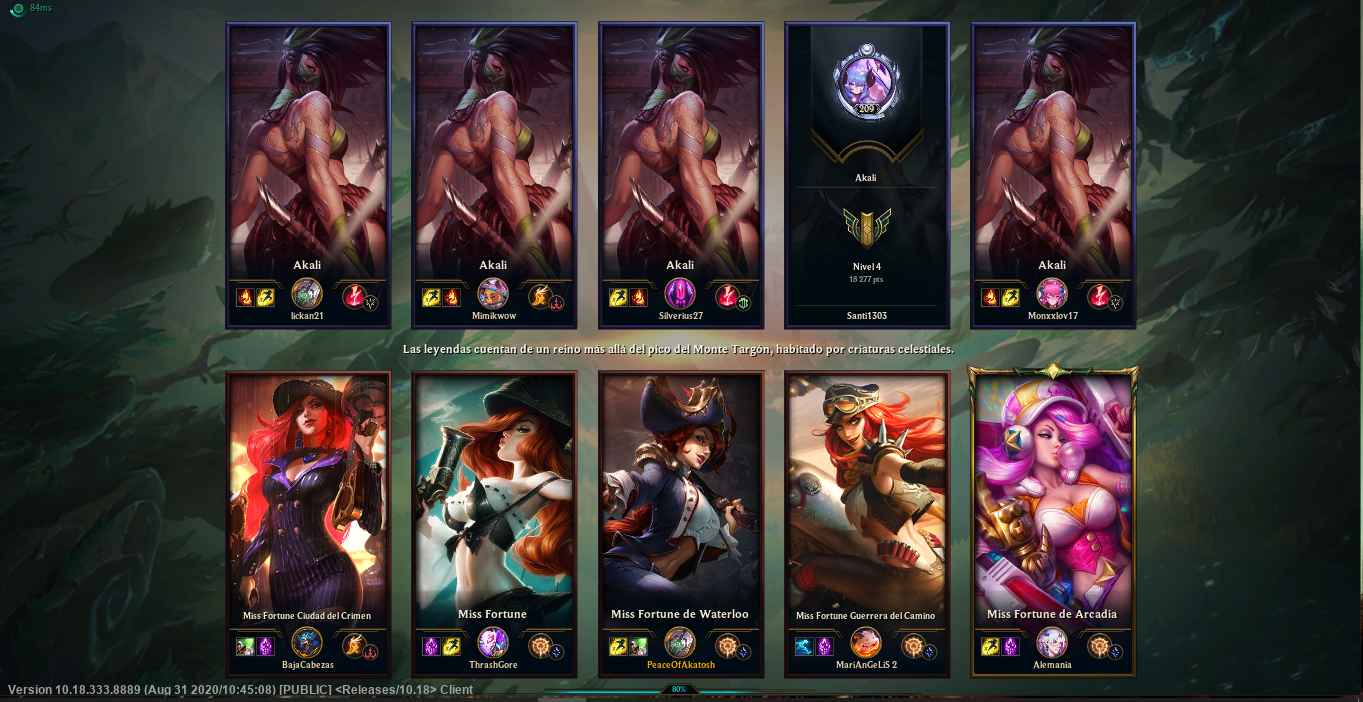 84ms
209
Akali
Nivel 4
18 277 pts
Santi1303
Akali
Akali
Akali
Akali
lickan21
Mimikwow
Silverius27
Monxxlov17
Las leyendas cuentan de un reino más allá del pico del Monte Targón, habitado por criaturas celestiales.
Miss Fortune Ciudad del Crimen
Miss Fortune
Miss Fortune de Waterloo
Miss Fortune Guerrera del Camino
Miss Fortune de Arcadia
BajaCabezas
ThrashGore
PeaceOfAkatosh
MariAnGeLiS 2
Alemania
80%
Version 10.18.333.8889 (Aug 31 2020/10:45:08) [PUBLIC] <Releases/10.18> Client